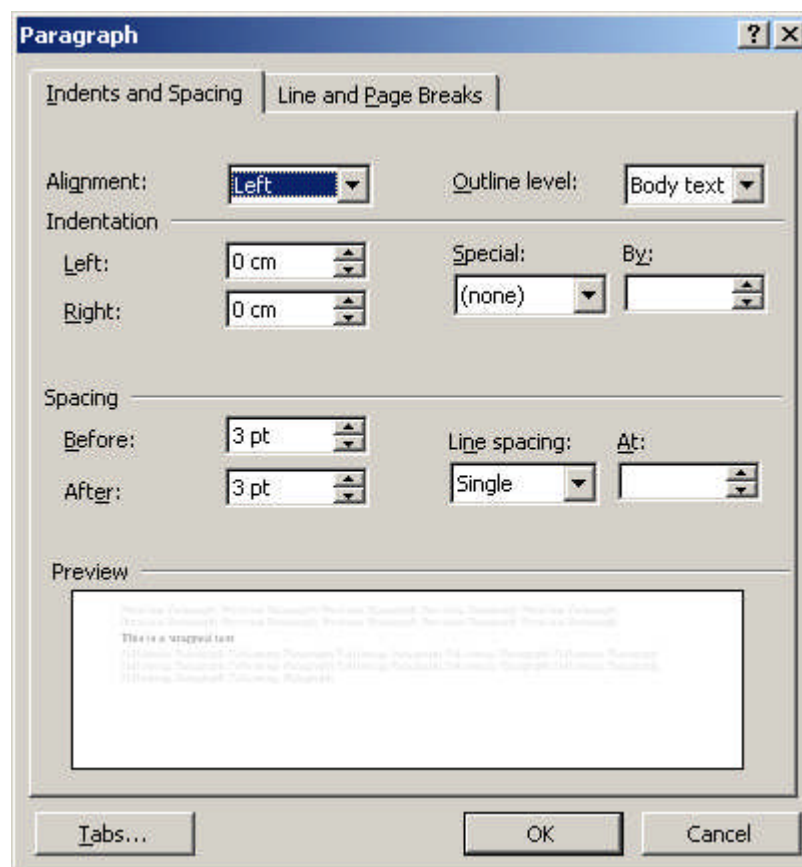 Paragraph
Indents and Spacing Line and Page Breaks
Alignment: Left Outline level: Body text
Indentation
Left: 0 cm Special: By:
Right: 0 cm (none)
Spacing
Before: 3 pt Line spacing: At:
After: 3 pt Single
Preview
This is a wrapped text
Tabs... OK Cancel